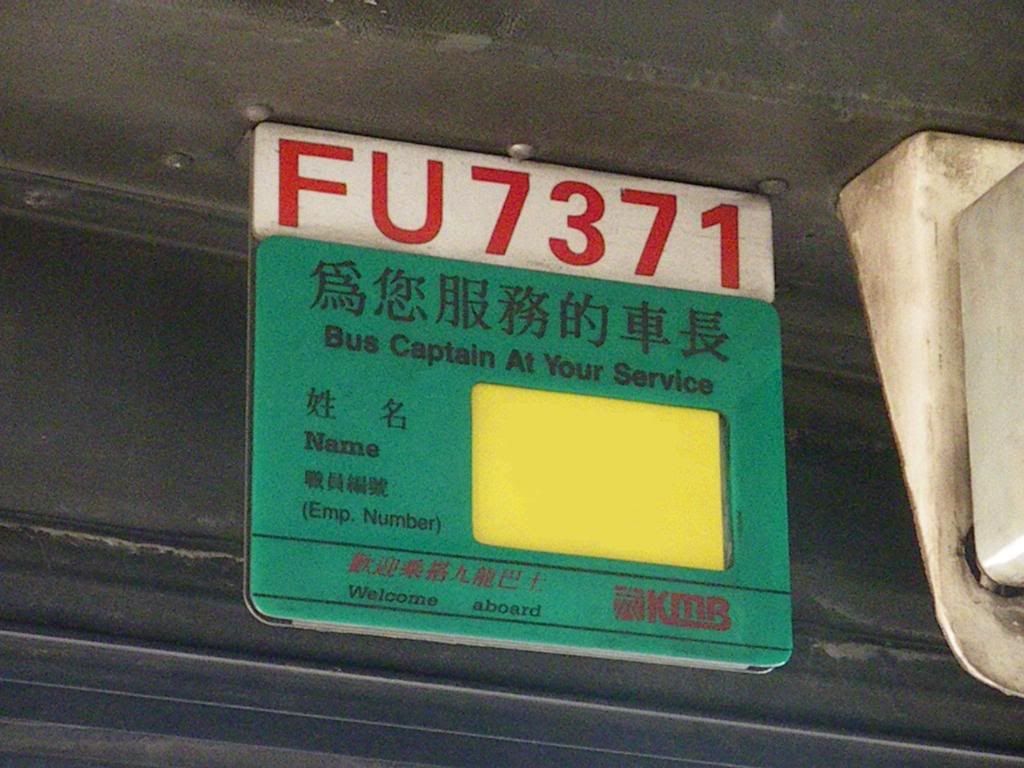 FU7371
為您服務的車長
Bus Captain At Your Service
姓 名
Name
職員編號
(Emp. Number)
歡迎乘搭九龍巴士
Welcome aboard
KMB